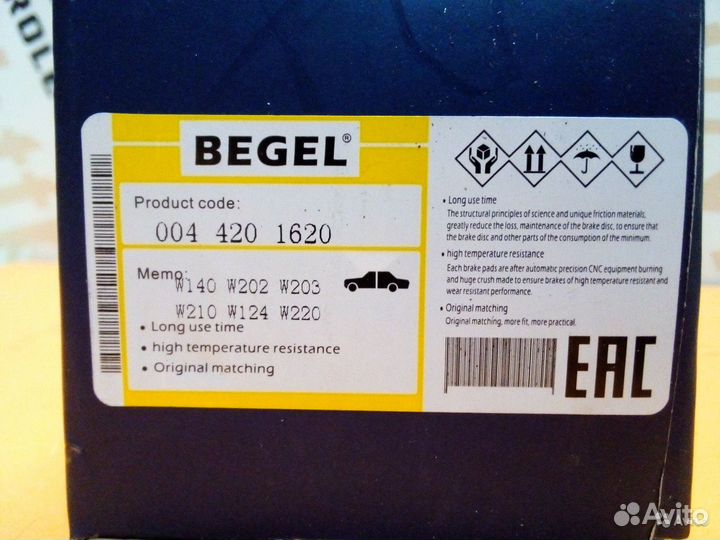 BEGEL®
Product code:
004 420 1620
Memo:
W140 W202 W203
W210 W124 W220
• Long use time
• high temperature resistance
• Original matching
• Long use time
The structural principles of science and unique friction materials,
greatly reduce the loss, maintenance of the brake disc, to ensure that
the brake disc and other parts of the consumption of the minimum.
• high temperature resistance
Each brake pads are after automatic precision CNC equipment burning
and huge crush made to ensure brakes of high temperature resistant and
wear resistant performance.
• Original matching
Original matching, more fit, more practical.
EAC
Avito